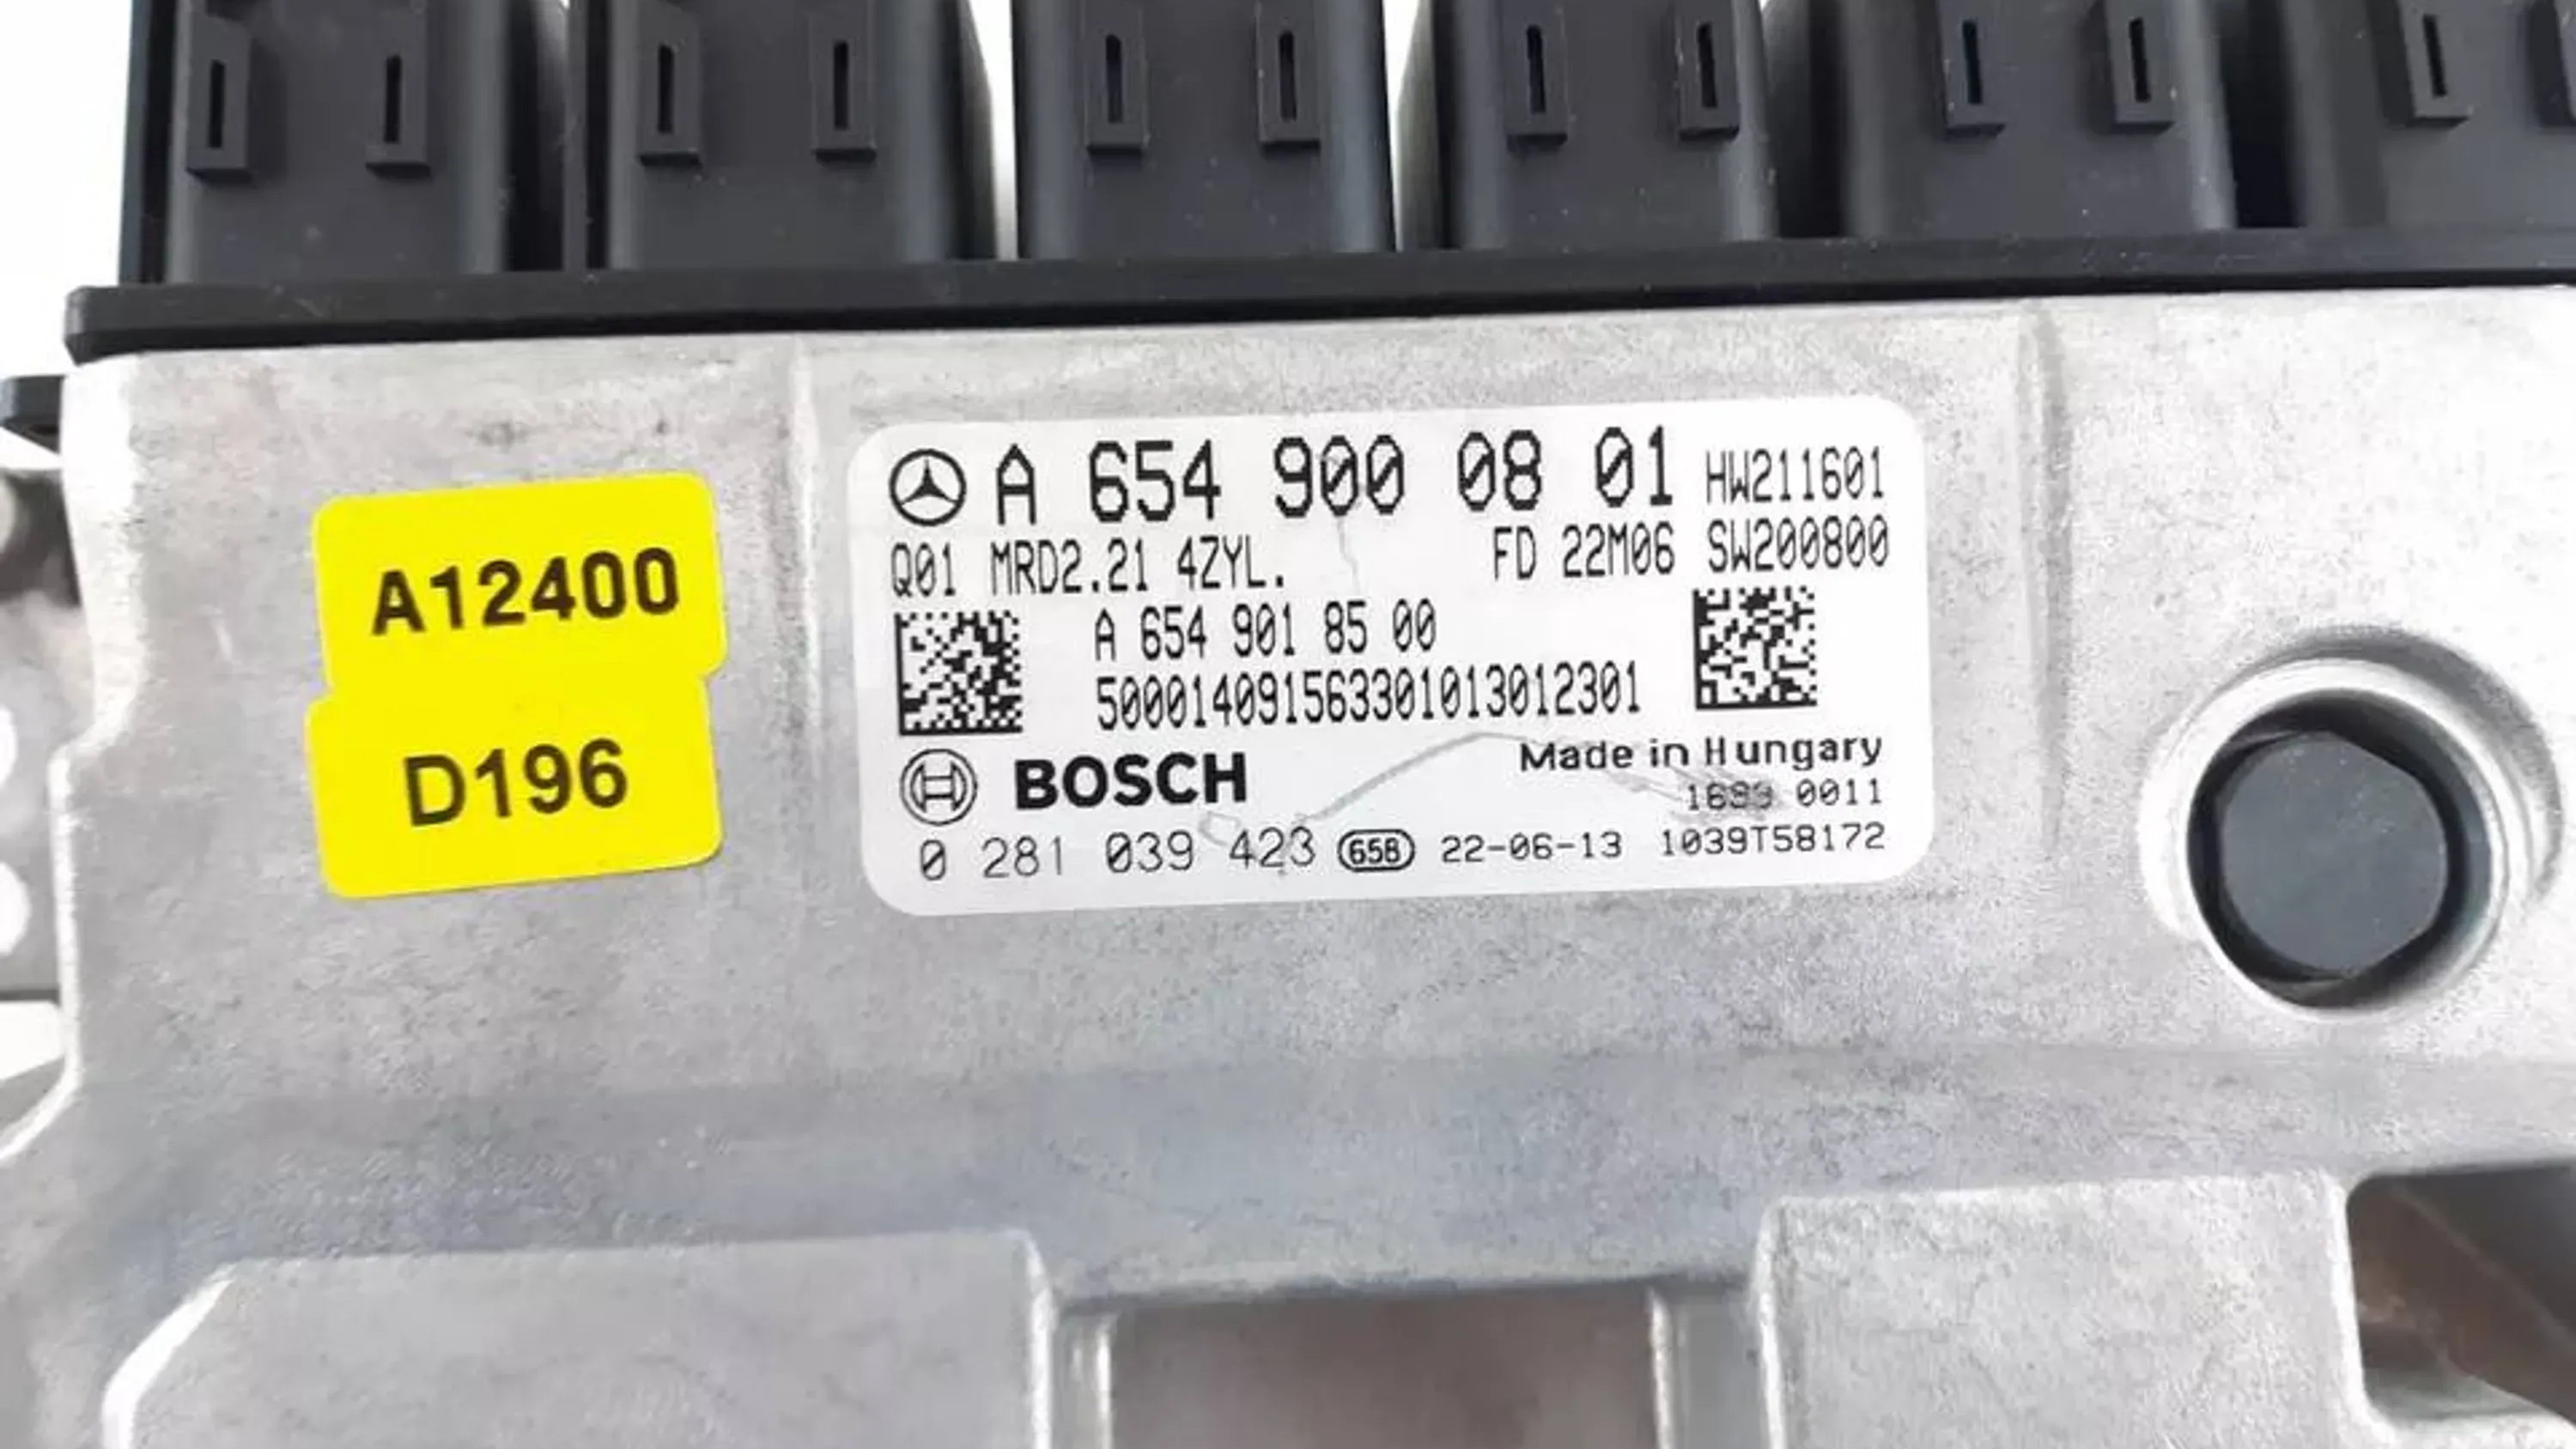 A12400
D196
A 654 900 08 01 HW211601
Q01 MRD2.21 4ZYL. FD 22M06 SW200800
A 654 901 85 00
500014091563301013012301
BOSCH
Made in Hungary
0011
0 281 039 423 658 22-06-13 1039T58172